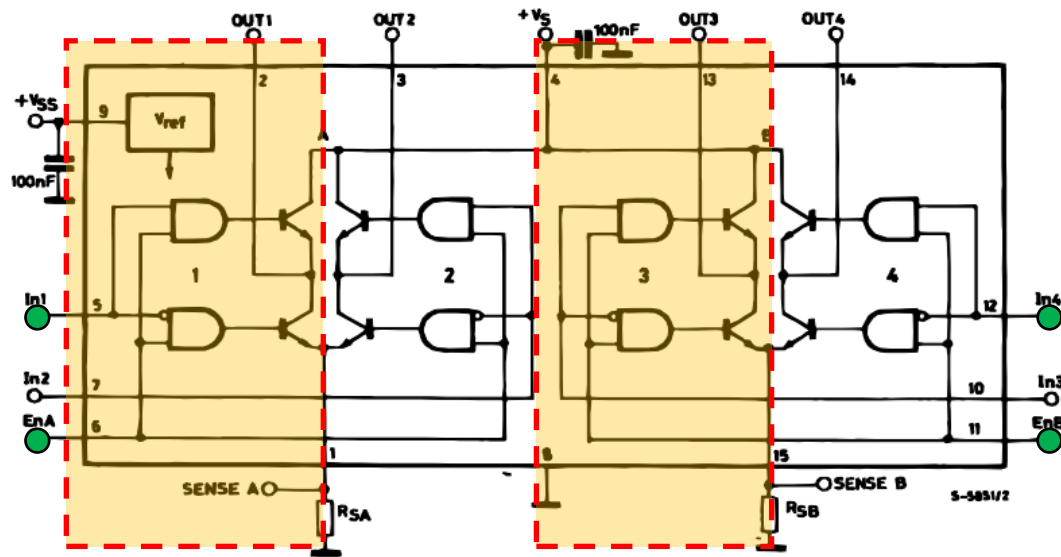 OUT1
OUT2
+VS
OUT3
OUT4
100nF
2
3
4
13
14
+VSS
9
Vref
A
B
100nF
1
2
3
4
In1
5
12
In4
In2
7
10
In3
EnA
6
11
EnB
1
8
15
SENSE A
SENSE B
RSA
RSB
S-5851/2